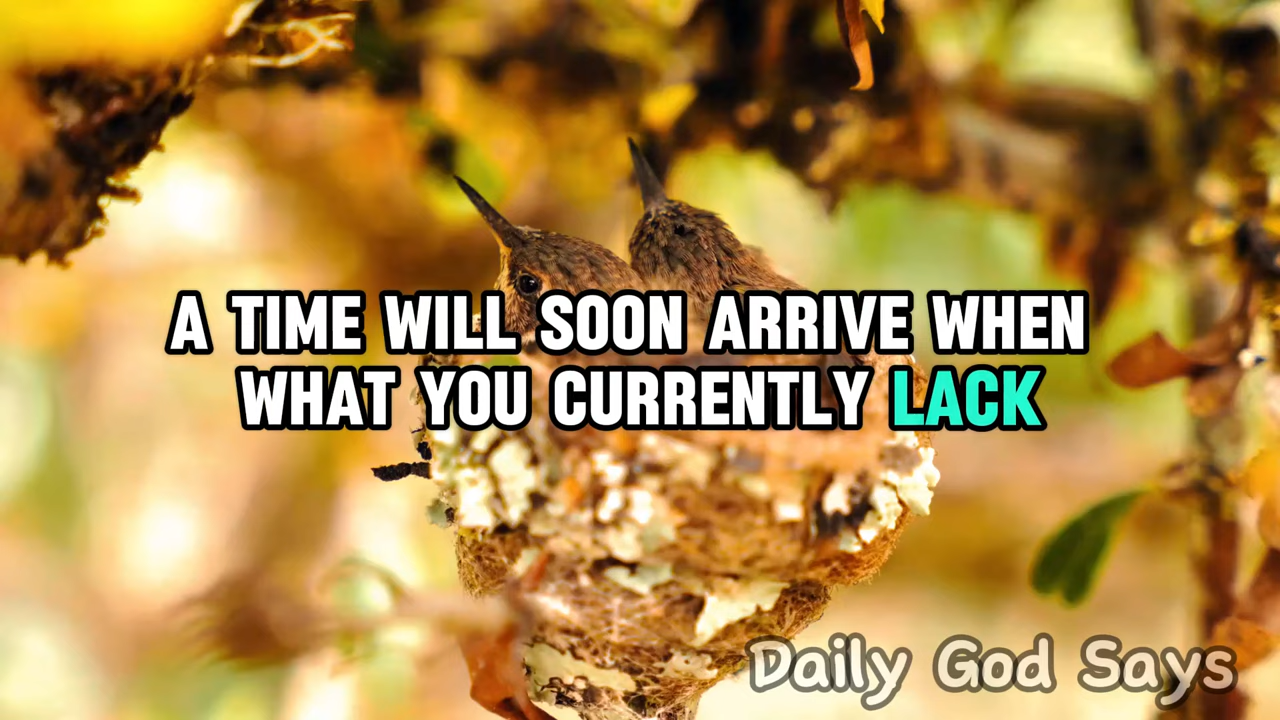 A TIME WILL SOON ARRIVE WHEN
WHAT YOU CURRENTLY LACK
Daily God Says